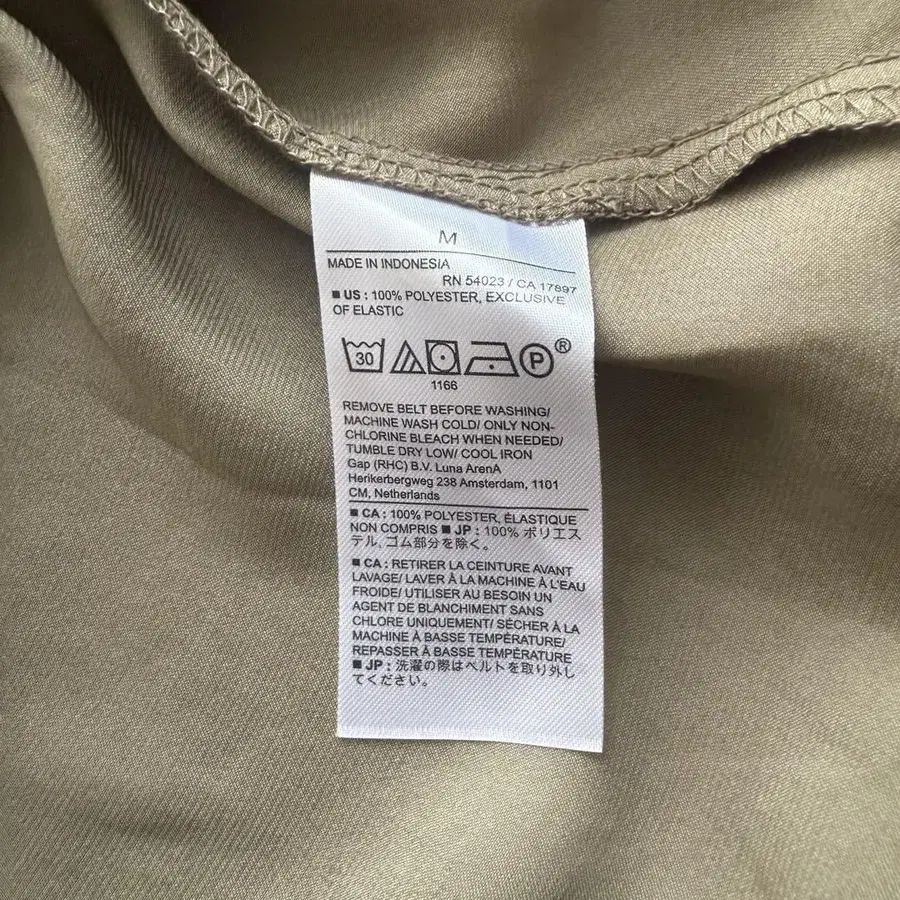 M
MADE IN INDONESIA
RN 54023 / CA 17897
■ US : 100% POLYESTER, EXCLUSIVE
OF ELASTIC
30 P ®
1166
REMOVE BELT BEFORE WASHING/
MACHINE WASH COLD/ ONLY NON-
CHLORINE BLEACH WHEN NEEDED/
TUMBLE DRY LOW/ COOL IRON
Gap (RHC) B.V. Luna ArenA
Herikerbergweg 238 Amsterdam, 1101
CM, Netherlands
■ CA : 100% POLYESTER, ÉLASTIQUE
NON COMPRIS ■ JP : 100% ポリエス
テル, ゴム部分を除く。
■ CA : RETIRER LA CEINTURE AVANT
LAVAGE/ LAVER À LA MACHINE À L'EAU
FROIDE/ UTILISER AU BESOIN UN
AGENT DE BLANCHIMENT SANS
CHLORE UNIQUEMENT/ SÉCHER À LA
MACHINE À BASSE TEMPÉRATURE/
REPASSER À BASSE TEMPÉRATURE
■ JP : 洗濯の際はベルトを取り外し
てください。